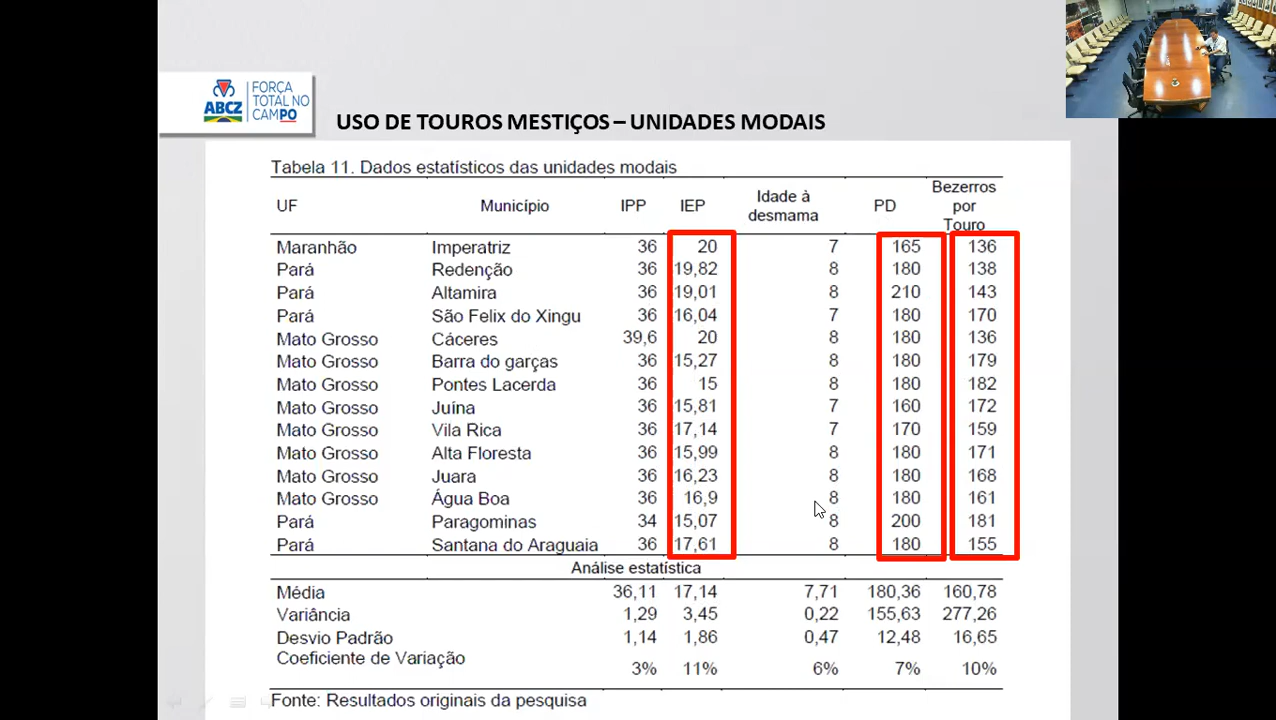 ABCZ
FORÇA
TOTAL NO
CAMPO
USO DE TOUROS MESTIÇOS – UNIDADES MODAIS
Tabela 11. Dados estatísticos das unidades modais
UF Município IPP IEP Idade à desmama PD Bezerros por Touro
Maranhão Imperatriz 36 20 7 165 136
Pará Redenção 36 19,82 8 180 138
Pará Altamira 36 19,01 8 210 143
Pará São Felix do Xingu 36 16,04 7 180 170
Mato Grosso Cáceres 39,6 20 8 180 136
Mato Grosso Barra do garças 36 15,27 8 180 179
Mato Grosso Pontes Lacerda 36 15 8 180 182
Mato Grosso Juína 36 15,81 7 160 172
Mato Grosso Vila Rica 36 17,14 7 170 159
Mato Grosso Alta Floresta 36 15,99 8 180 171
Mato Grosso Juara 36 16,23 8 180 168
Mato Grosso Água Boa 36 16,9 8 180 161
Pará Paragominas 34 15,07 8 200 181
Pará Santana do Araguaia 36 17,61 8 180 155
Análise estatística
Média 36,11 17,14 7,71 180,36 160,78
Variância 1,29 3,45 0,22 155,63 277,26
Desvio Padrão 1,14 1,86 0,47 12,48 16,65
Coeficiente de Variação 3% 11% 6% 7% 10%
Fonte: Resultados originais da pesquisa